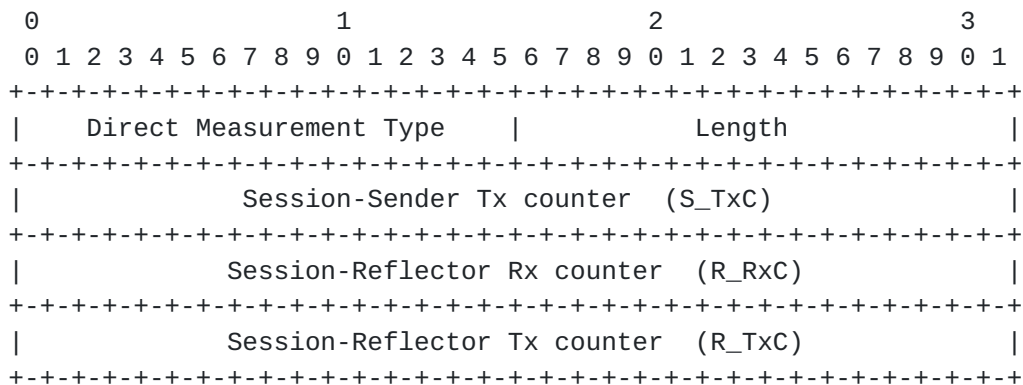 0                   1                   2                   3
0 1 2 3 4 5 6 7 8 9 0 1 2 3 4 5 6 7 8 9 0 1 2 3 4 5 6 7 8 9 0 1
+-+-+-+-+-+-+-+-+-+-+-+-+-+-+-+-+-+-+-+-+-+-+-+-+-+-+-+-+-+-+-+-+
|    Direct Measurement Type    |           Length              |
+-+-+-+-+-+-+-+-+-+-+-+-+-+-+-+-+-+-+-+-+-+-+-+-+-+-+-+-+-+-+-+-+
|              Session-Sender Tx counter  (S_TxC)               |
+-+-+-+-+-+-+-+-+-+-+-+-+-+-+-+-+-+-+-+-+-+-+-+-+-+-+-+-+-+-+-+-+
|             Session-Reflector Rx counter  (R_RxC)             |
+-+-+-+-+-+-+-+-+-+-+-+-+-+-+-+-+-+-+-+-+-+-+-+-+-+-+-+-+-+-+-+-+
|             Session-Reflector Tx counter  (R_TxC)             |
+-+-+-+-+-+-+-+-+-+-+-+-+-+-+-+-+-+-+-+-+-+-+-+-+-+-+-+-+-+-+-+-+